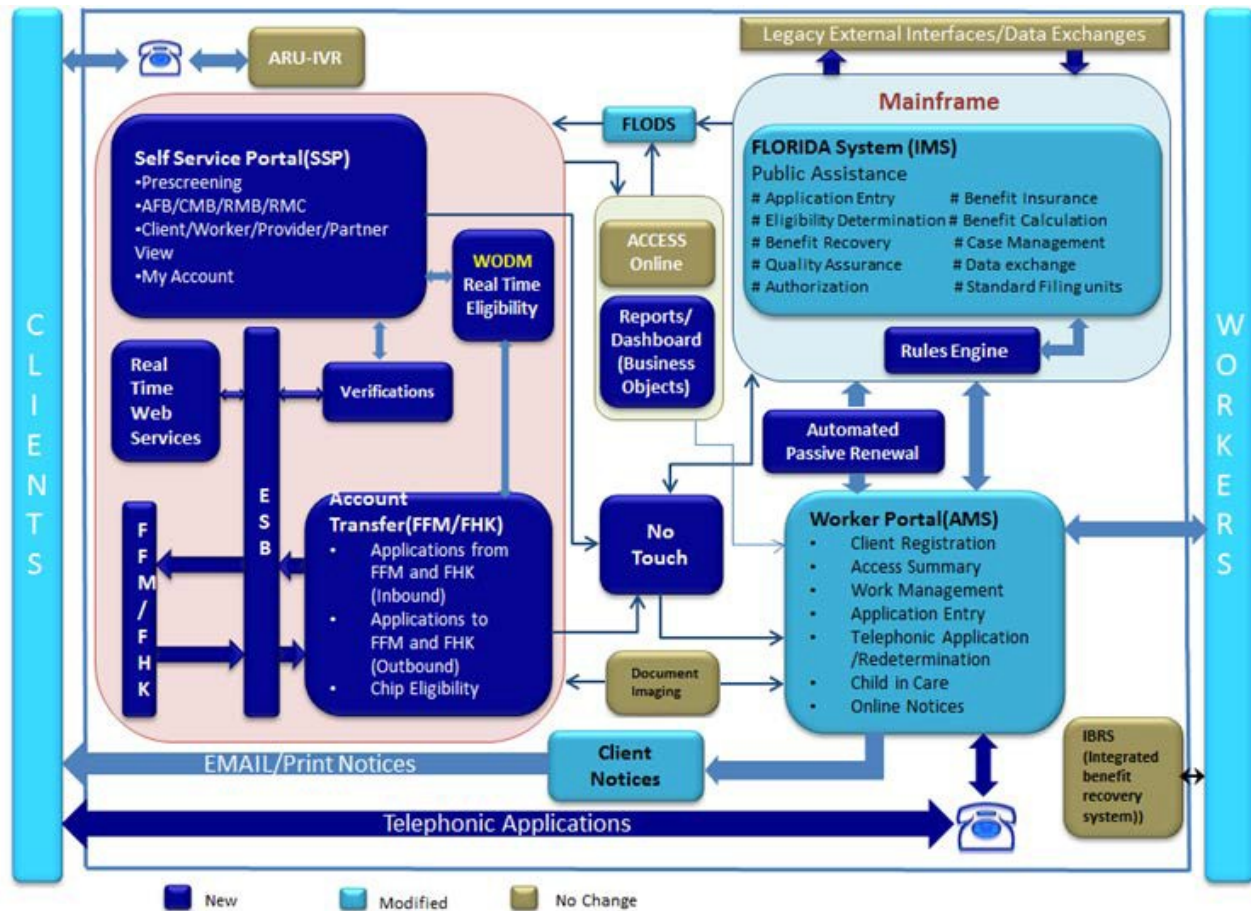 CLIENTS
ARU-IVR
Legacy External Interfaces/Data Exchanges
Mainframe
FLORIDA System (IMS)
Public Assistance
# Application Entry # Benefit Insurance
# Eligibility Determination # Benefit Calculation
# Benefit Recovery # Case Management
# Quality Assurance # Data exchange
# Authorization # Standard Filing units
Rules Engine
FLODS
Self Service Portal(SSP)
•Prescreening
•AFB/CMB/RMB/RMC
•Client/Worker/Provider/Partner
View
•My Account
WODM
Real Time
Eligibility
ACCESS
Online
Reports/
Dashboard
(Business
Objects)
Real
Time
Web
Services
Verifications
ESB
FFM/FHK
Account
Transfer(FFM/FHK)
• Applications from
FFM and FHK
(Inbound)
• Applications to
FFM and FHK
(Outbound)
• Chip Eligibility
No
Touch
Automated
Passive Renewal
Worker Portal(AMS)
• Client Registration
• Access Summary
• Work Management
• Application Entry
• Telephonic Application
/Redetermination
• Child in Care
• Online Notices
Document
Imaging
WORKERS
IBRS
(Integrated
benefit
recovery
system))
Client
Notices
EMAIL/Print Notices
Telephonic Applications
New
Modified
No Change